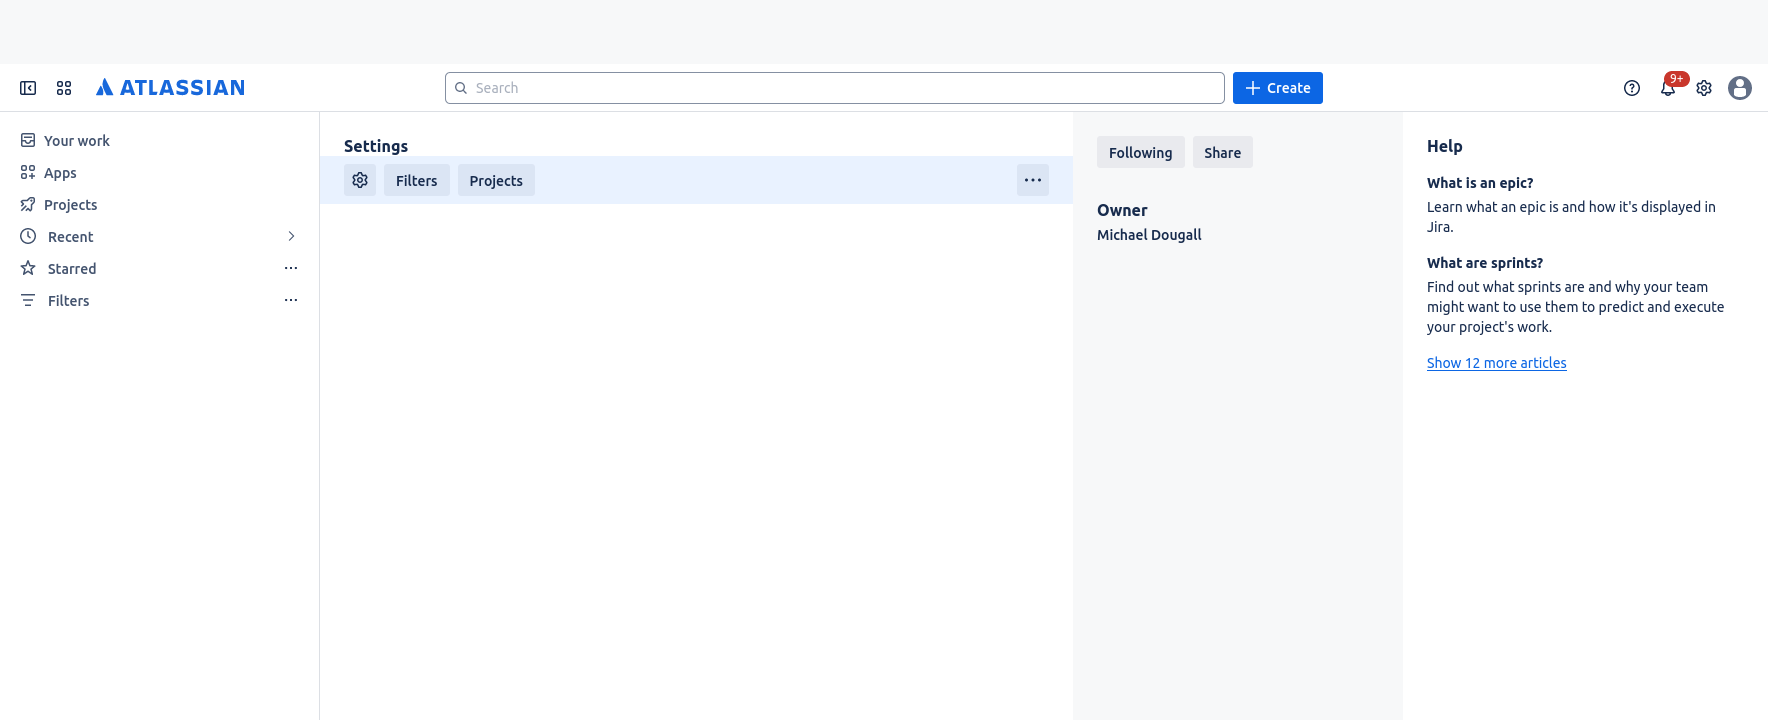 ATLASSIAN
Search
Create
9+
Your work
Apps
Projects
Recent
Starred
Filters
Settings
Filters
Projects
Following
Share
Owner
Michael Dougall
Help
What is an epic?
Learn what an epic is and how it's displayed in
Jira.
What are sprints?
Find out what sprints are and why your team
might want to use them to predict and execute
your project's work.
Show 12 more articles